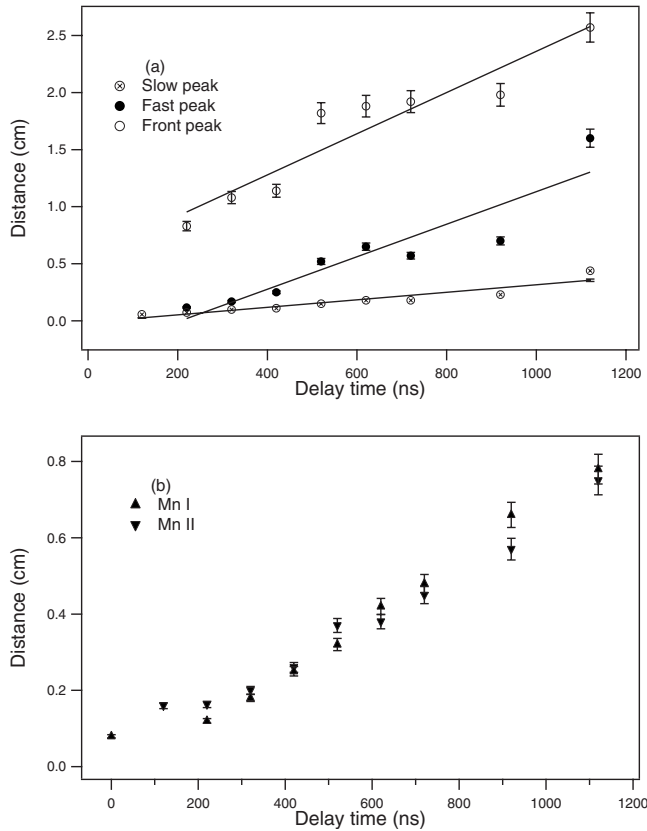 (a)
Slow peak
Fast peak
Front peak
Distance (cm)
2.5
2.0
1.5
1.0
0.5
0.0
0 200 400 600 800 1000 1200
Delay time (ns)
(b)
Mn I
Mn II
Distance (cm)
0.8
0.6
0.4
0.2
0.0
0 200 400 600 800 1000 1200
Delay time (ns)